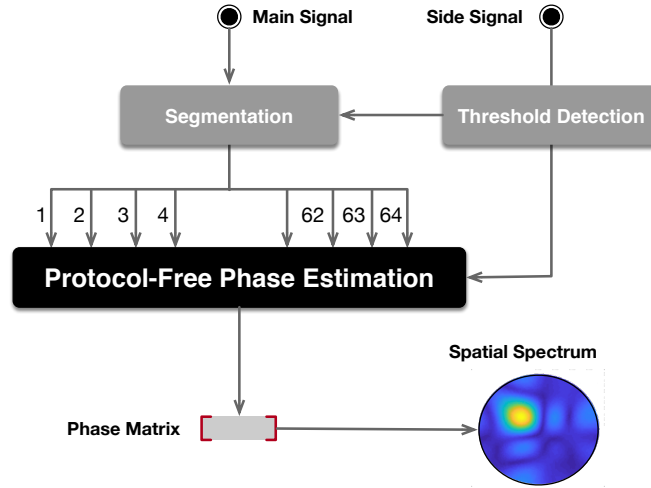 Main Signal
Side Signal
Segmentation
Threshold Detection
1 2 3 4 62 63 64
Protocol-Free Phase Estimation
Spatial Spectrum
Phase Matrix